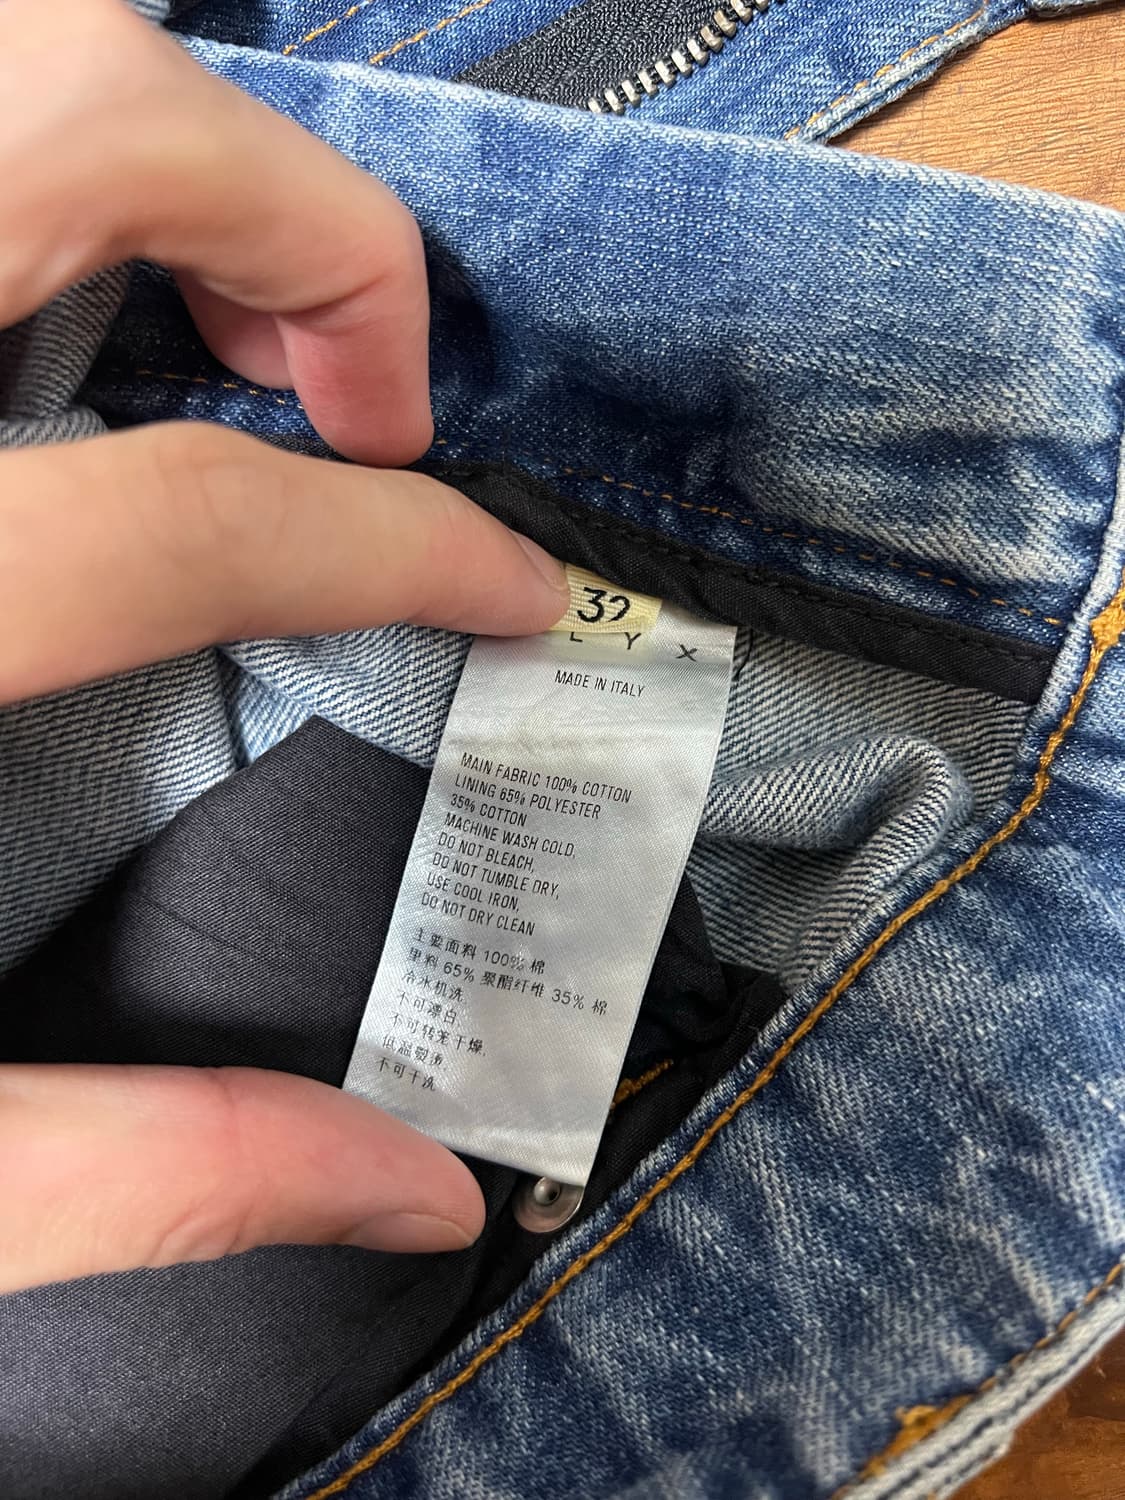 32
L Y X
MADE IN ITALY
MAIN FABRIC 100% COTTON
LINING 65% POLYESTER
35% COTTON
MACHINE WASH COLD,
DO NOT BLEACH,
DO NOT TUMBLE DRY,
USE COOL IRON,
DO NOT DRY CLEAN
主要面料 100% 棉
里料 65% 聚酯纤维 35% 棉
冷水机洗,
不可漂白,
不可转笼干燥,
低温熨烫,
不可干洗